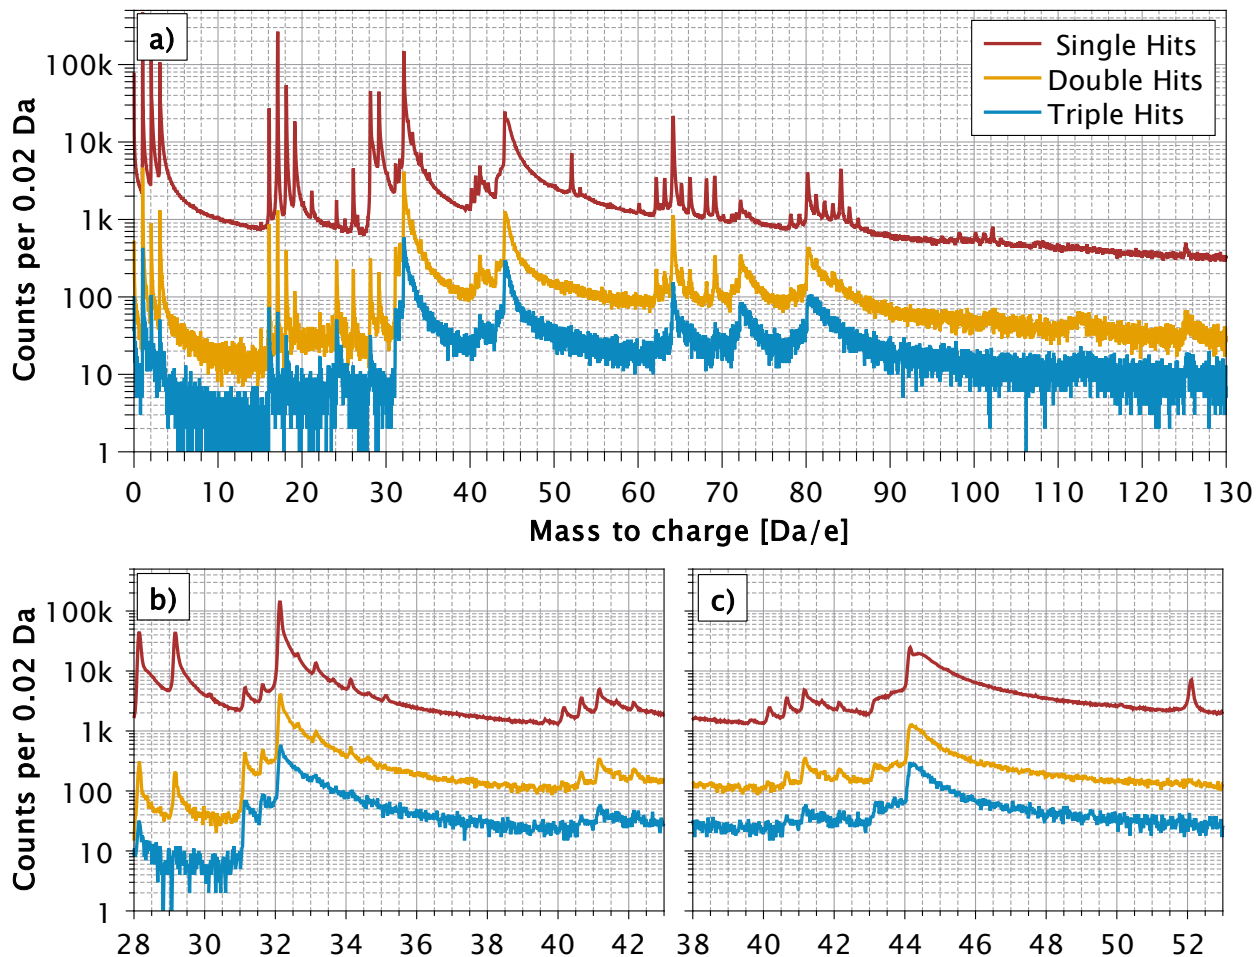 a)
Single Hits
Double Hits
Triple Hits
Counts per 0.02 Da
100k
10k
1k
100
10
1
0 10 20 30 40 50 60 70 80 90 100 110 120 130
Mass to charge [Da/e]
b)
c)
Counts per 0.02 Da
100k
10k
1k
100
10
1
28 30 32 34 36 38 40 42 38 40 42 44 46 48 50 52